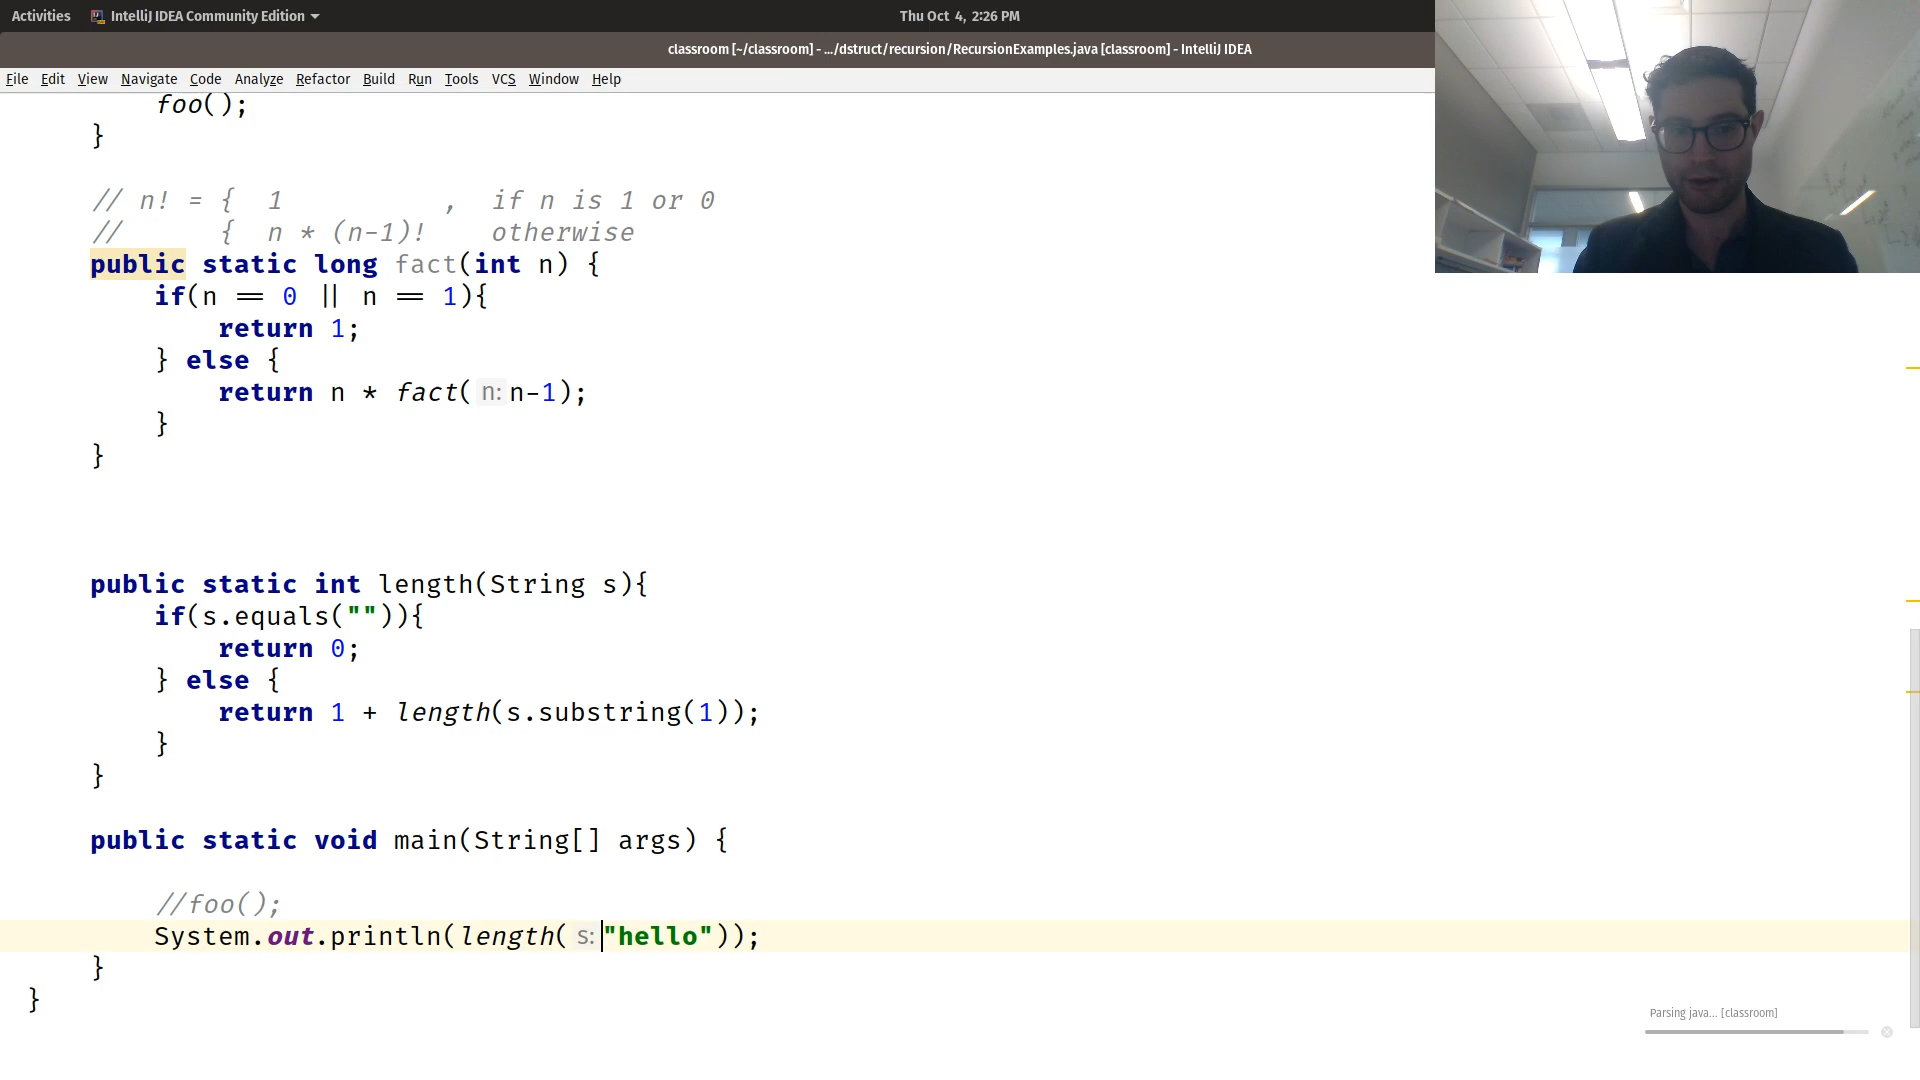 Activities IntelliJ IDEA Community Edition Thu Oct 4, 2:26 PM
classroom [~/classroom] - .../dstruct/recursion/RecursionExamples.java [classroom] - IntelliJ IDEA
File Edit View Navigate Code Analyze Refactor Build Run Tools VCS Window Help
foo();
}
// n! = { 1 , if n is 1 or 0
// { n * (n-1)! otherwise
public static long fact(int n) {
if(n == 0 || n == 1){
return 1;
} else {
return n * fact( n: n-1);
}
}
public static int length(String s){
if(s.equals("")){
return 0;
} else {
return 1 + length(s.substring(1));
}
}
public static void main(String[] args) {
//foo();
System.out.println(length( s: "hello"));
}
}
Parsing java... [classroom]